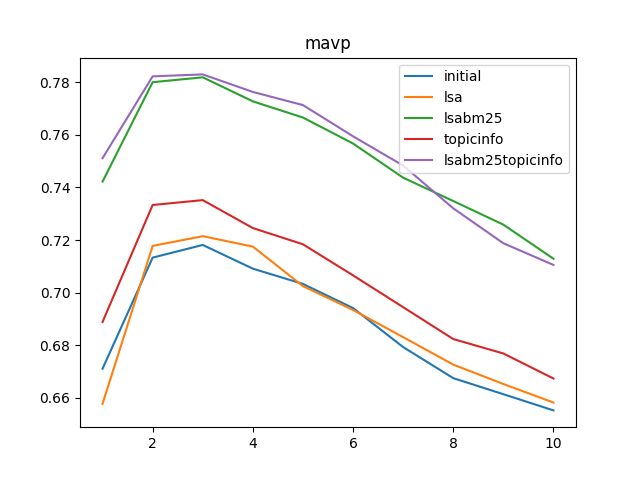 mavp
initial
lsa
lsabm25
topicinfo
lsabm25topicinfo
0.78
0.76
0.74
0.72
0.70
0.68
0.66
2 4 6 8 10